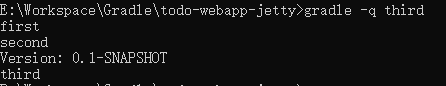 E:\Workspace\Gradle\todo-webapp-jetty>gradle -q third
first
second
Version: 0.1-SNAPSHOT
third